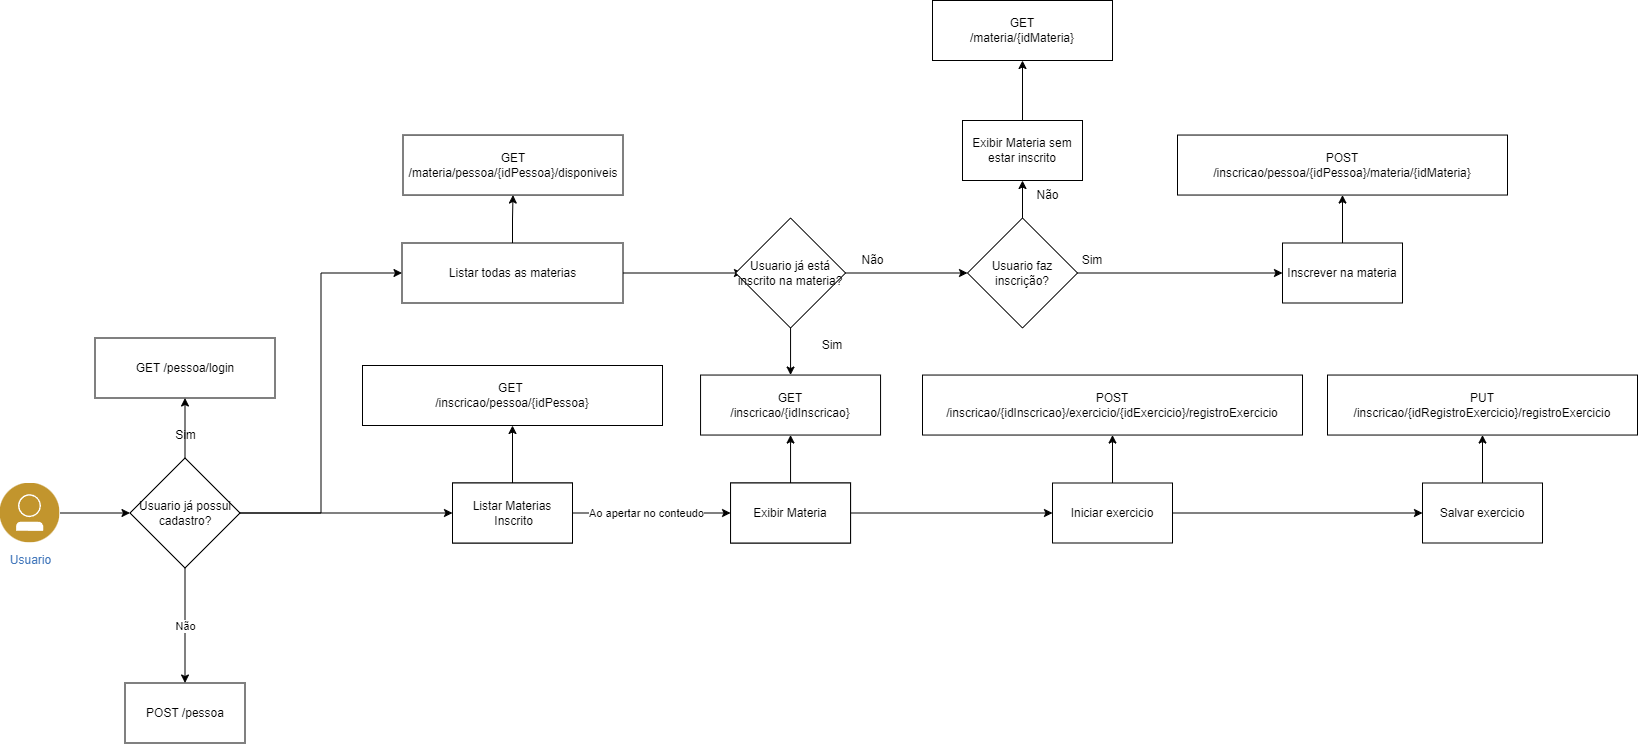 GET
/materia/{idMateria}
Exibir Materia sem
estar inscrito
Não
GET
/materia/pessoa/{idPessoa}/disponiveis
POST
/inscricao/pessoa/{idPessoa}/materia/{idMateria}
Listar todas as materias
Usuario já está
inscrito na materia?
Não
Usuario faz
inscrição?
Sim
Inscrever na materia
Sim
GET /pessoa/login
Sim
GET
/inscricao/pessoa/{idPessoa}
GET
/inscricao/{idInscricao}
POST
/inscricao/{idInscricao}/exercicio/{idExercicio}/registroExercicio
PUT
/inscricao/{idRegistroExercicio}/registroExercicio
Usuario
Usuario já possui
cadastro?
Listar Materias
Inscrito
Ao apertar no conteudo
Exibir Materia
Iniciar exercicio
Salvar exercicio
Não
POST /pessoa